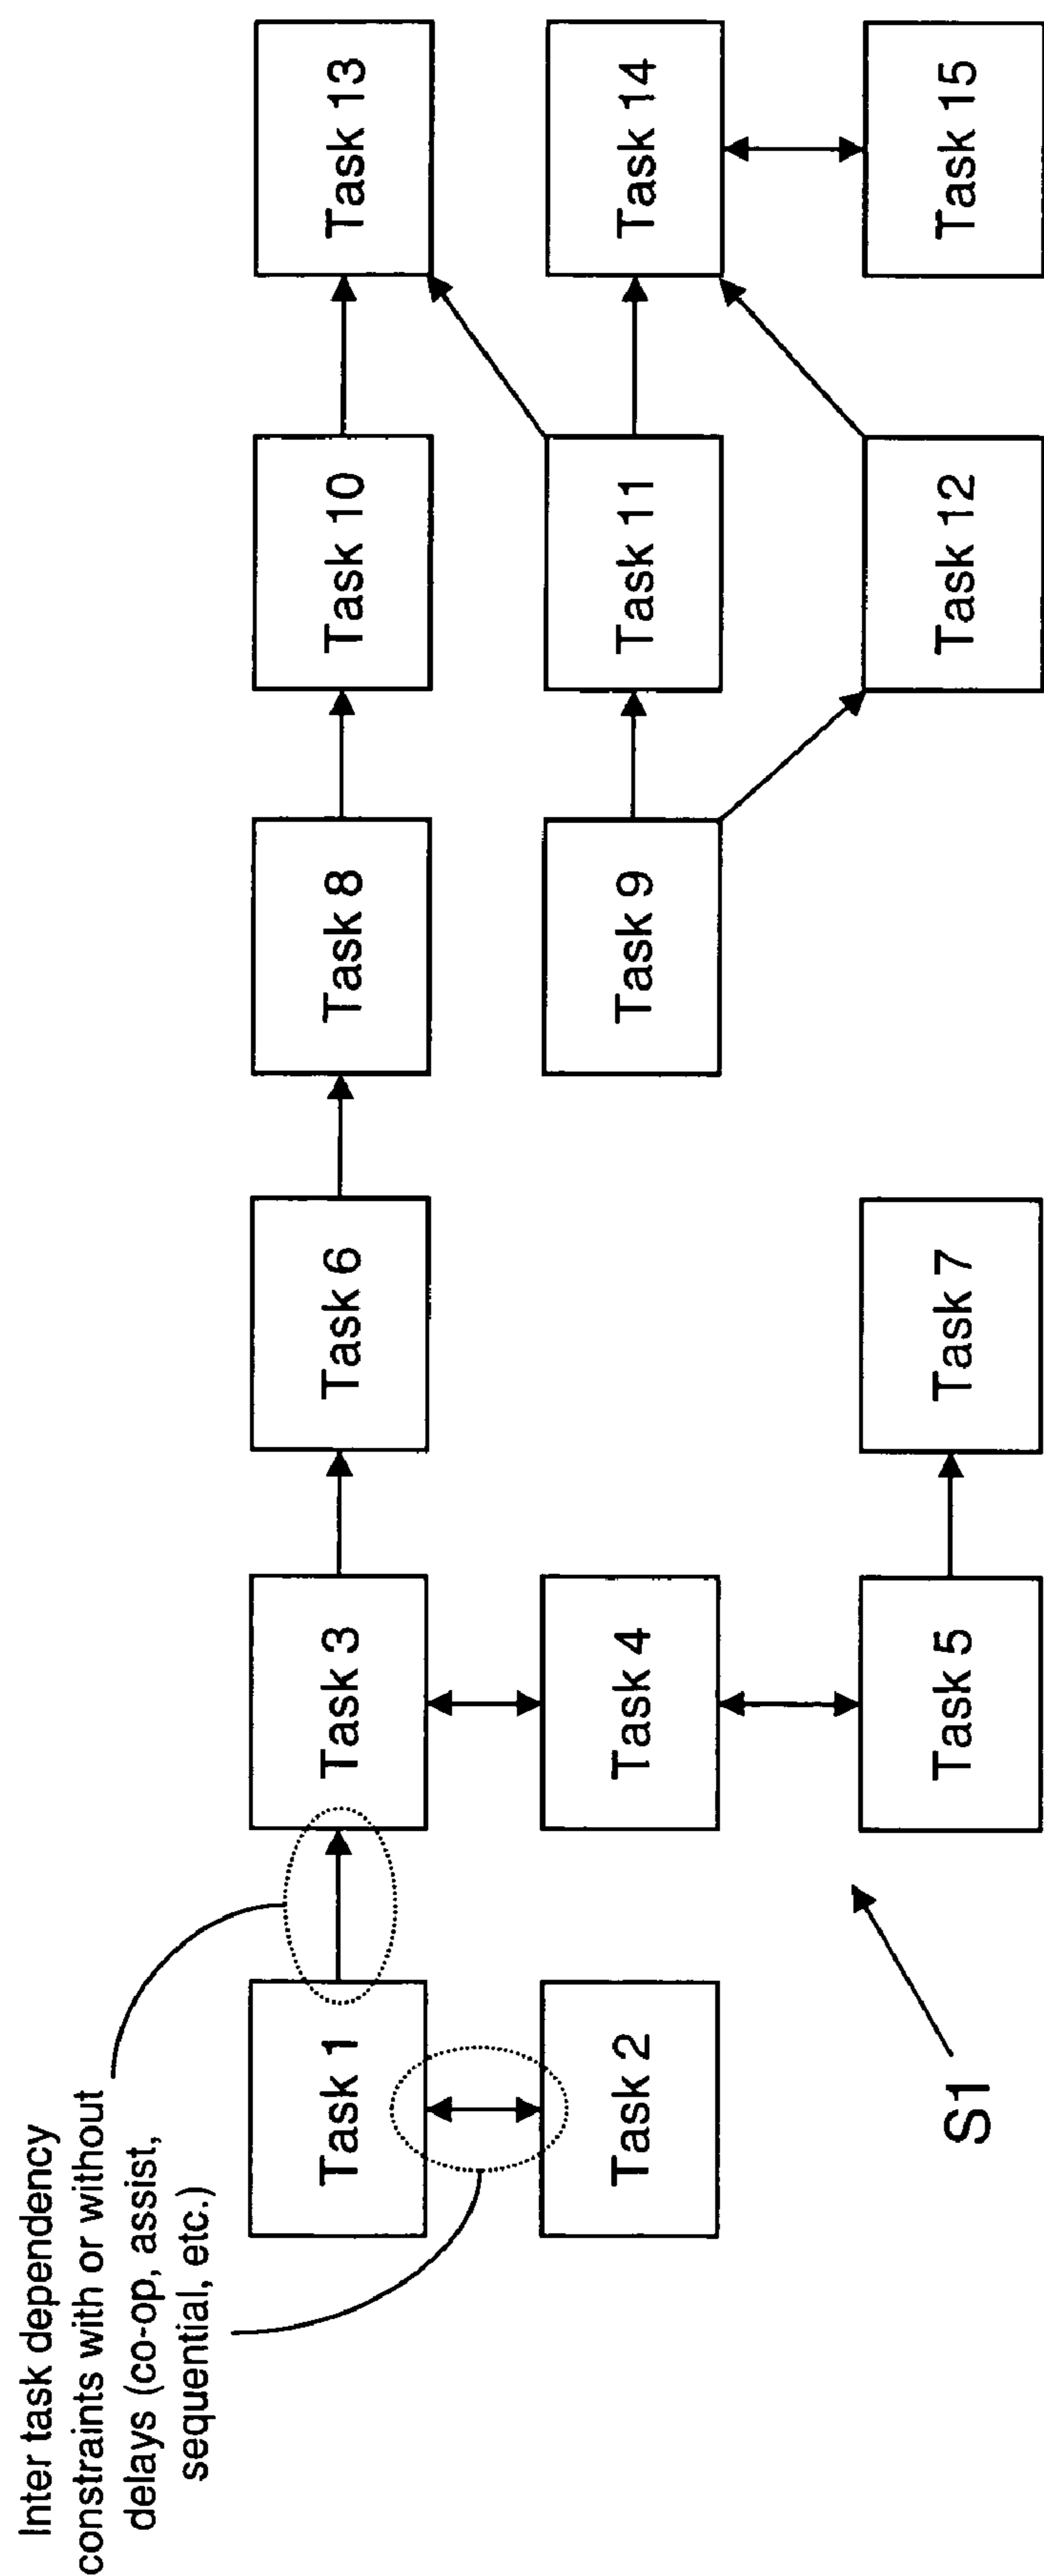 Inter task dependency
constraints with or without
delays (co-op, assist,
sequential, etc.)
Task 1
Task 3
Task 6
Task 8
Task 10
Task 13
Task 2
Task 4
Task 9
Task 11
Task 14
Task 5
Task 7
Task 12
Task 15
S1